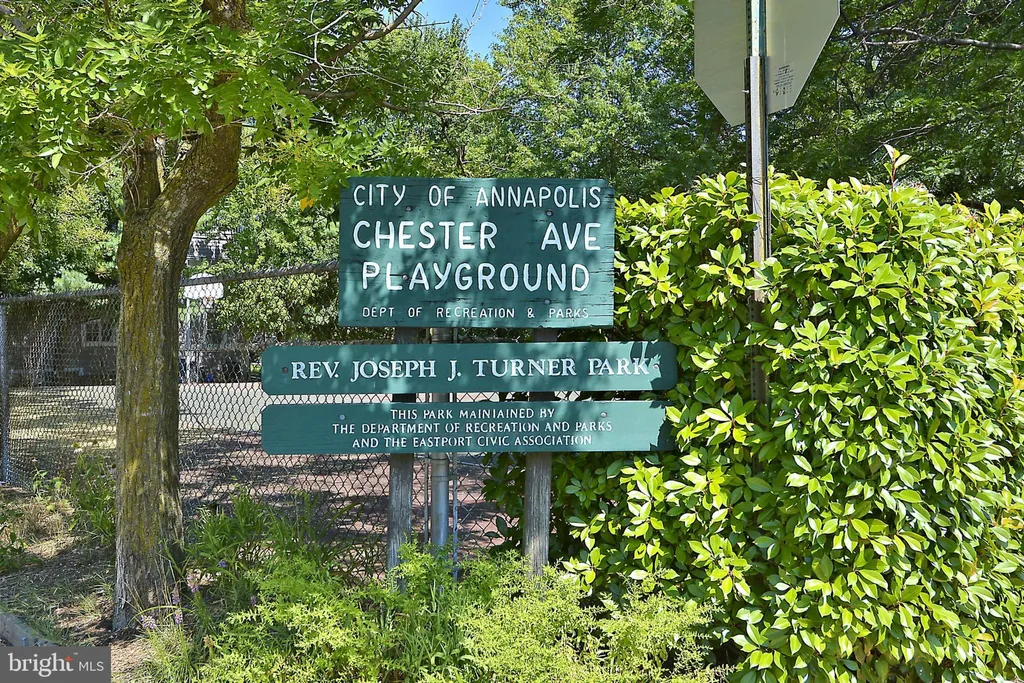 CITY OF ANNAPOLIS
CHESTER AVE
PLAYGROUND
DEPT OF RECREATION & PARKS
REV. JOSEPH J. TURNER PARK
THIS PARK MAINTAINED BY
THE DEPARTMENT OF RECREATION AND PARKS
AND THE EASTPORT CIVIC ASSOCIATION
bright MLS